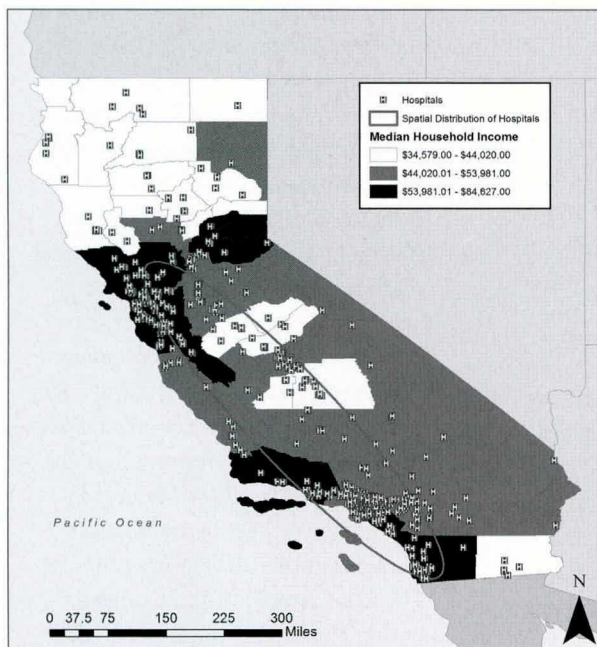 Hospitals
Spatial Distribution of Hospitals
Median Household Income
$34,579.00 - $44,020.00
$44,020.01 - $53,981.00
$53,981.01 - $84,627.00
Pacific Ocean
N
0 37.5 75 150 225 300
Miles